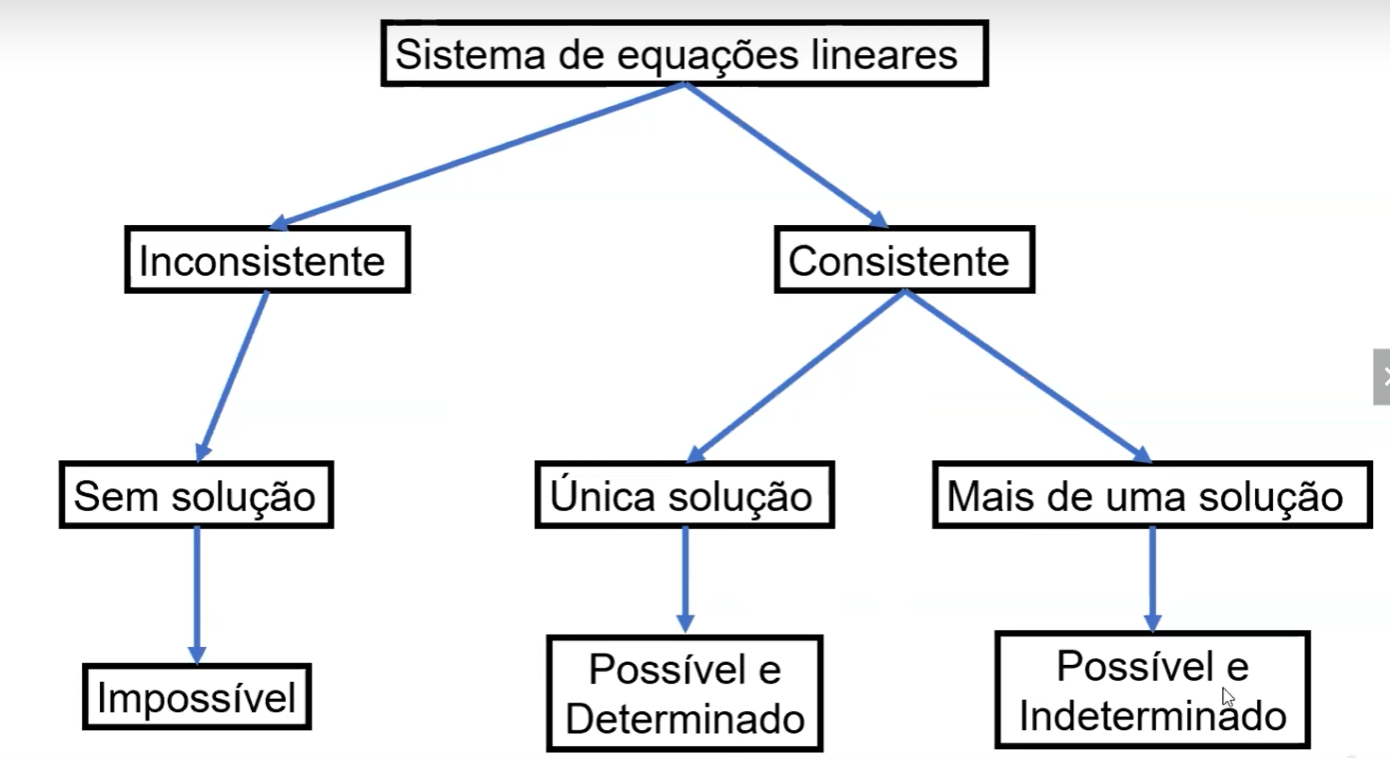 Sistema de equações lineares
Inconsistente
Consistente
Sem solução
Única solução
Mais de uma solução
Impossível
Possível e
Determinado
Possível e
Indeterminado